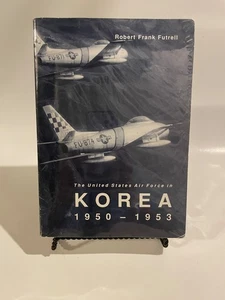 Robert Frank Futrell
The United States Air Force in
KOREA
1950 – 1953